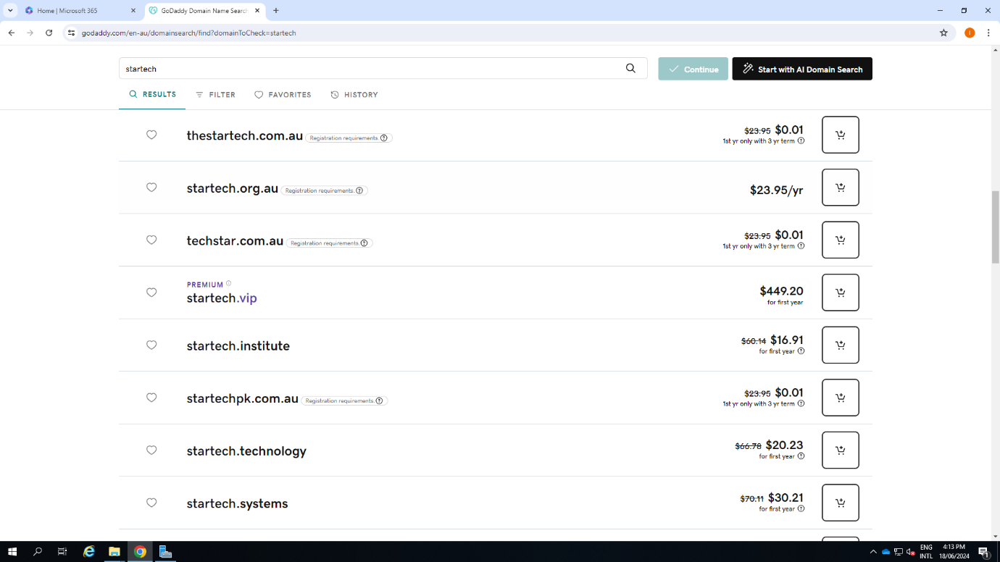 Home | Microsoft 365
GoDaddy Domain Name Search
godaddy.com/en-au/domainsearch/find?domainToCheck=startech
I
startech
Continue
Start with AI Domain Search
RESULTS
FILTER
FAVORITES
HISTORY
thestartech.com.au Registration requirements.
$23.95 $0.01
1st yr only with 3 yr term
startech.org.au Registration requirements.
$23.95/yr
techstar.com.au Registration requirements.
$23.95 $0.01
1st yr only with 3 yr term
PREMIUM
startech.vip
$449.20
for first year
startech.institute
$60.14 $16.91
for first year
startechpk.com.au Registration requirements.
$23.95 $0.01
1st yr only with 3 yr term
startech.technology
$66.78 $20.23
for first year
startech.systems
$70.11 $30.21
for first year
ENG
INTL
4:13 PM
18/06/2024
1